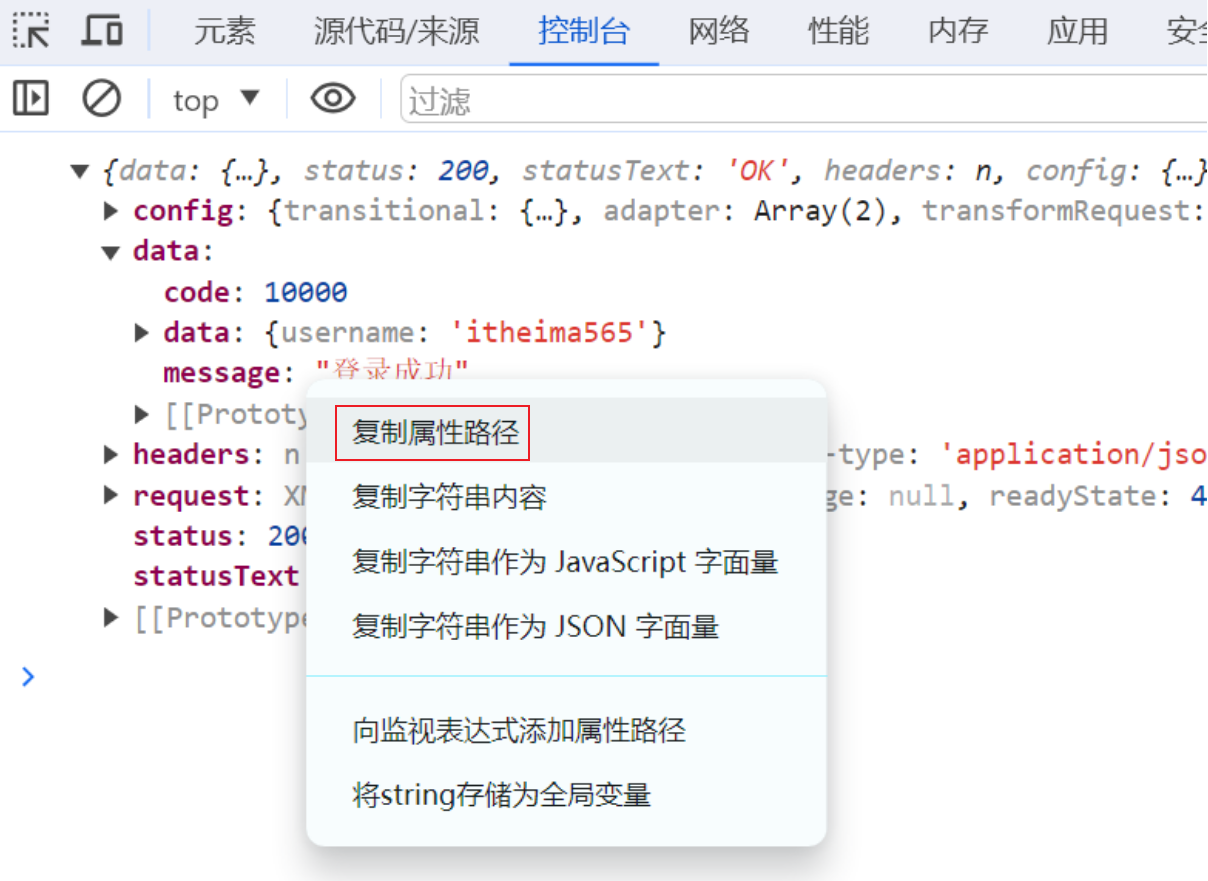 元素 源代码/来源 控制台 网络 性能 内存 应用 安全
top 过滤
{data: {…}, status: 200, statusText: 'OK', headers: n, config: {…}
config: {transitional: {…}, adapter: Array(2), transformRequest:
data:
code: 10000
data: {username: 'itheima565'}
message: "登录成功"
[[Prototy
复制属性路径
headers: n -type: 'application/jso
复制字符串内容
request: XM ge: null, readyState: 4
status: 200
复制字符串作为 JavaScript 字面量
statusText
[[Prototype
复制字符串作为 JSON 字面量
向监视表达式添加属性路径
将string存储为全局变量